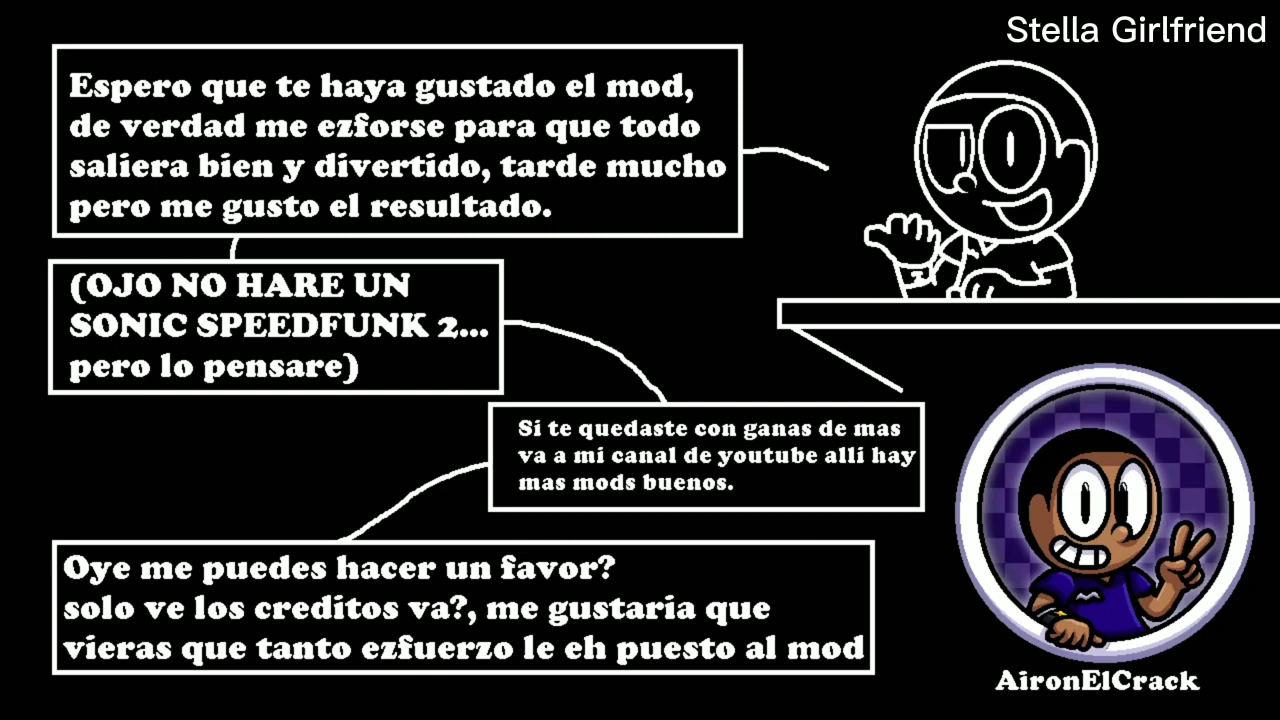 Stella Girlfriend
Espero que te haya gustado el mod,
de verdad me ezforse para que todo
saliera bien y divertido, tarde mucho
pero me gusto el resultado.
(OJO NO HARE UN
SONIC SPEEDFUNK 2...
pero lo pensare)
Si te quedaste con ganas de mas
va a mi canal de youtube alli hay
mas mods buenos.
Oye me puedes hacer un favor?
solo ve los creditos va?, me gustaria que
vieras que tanto ezfuerzo le eh puesto al mod
AironElCrack